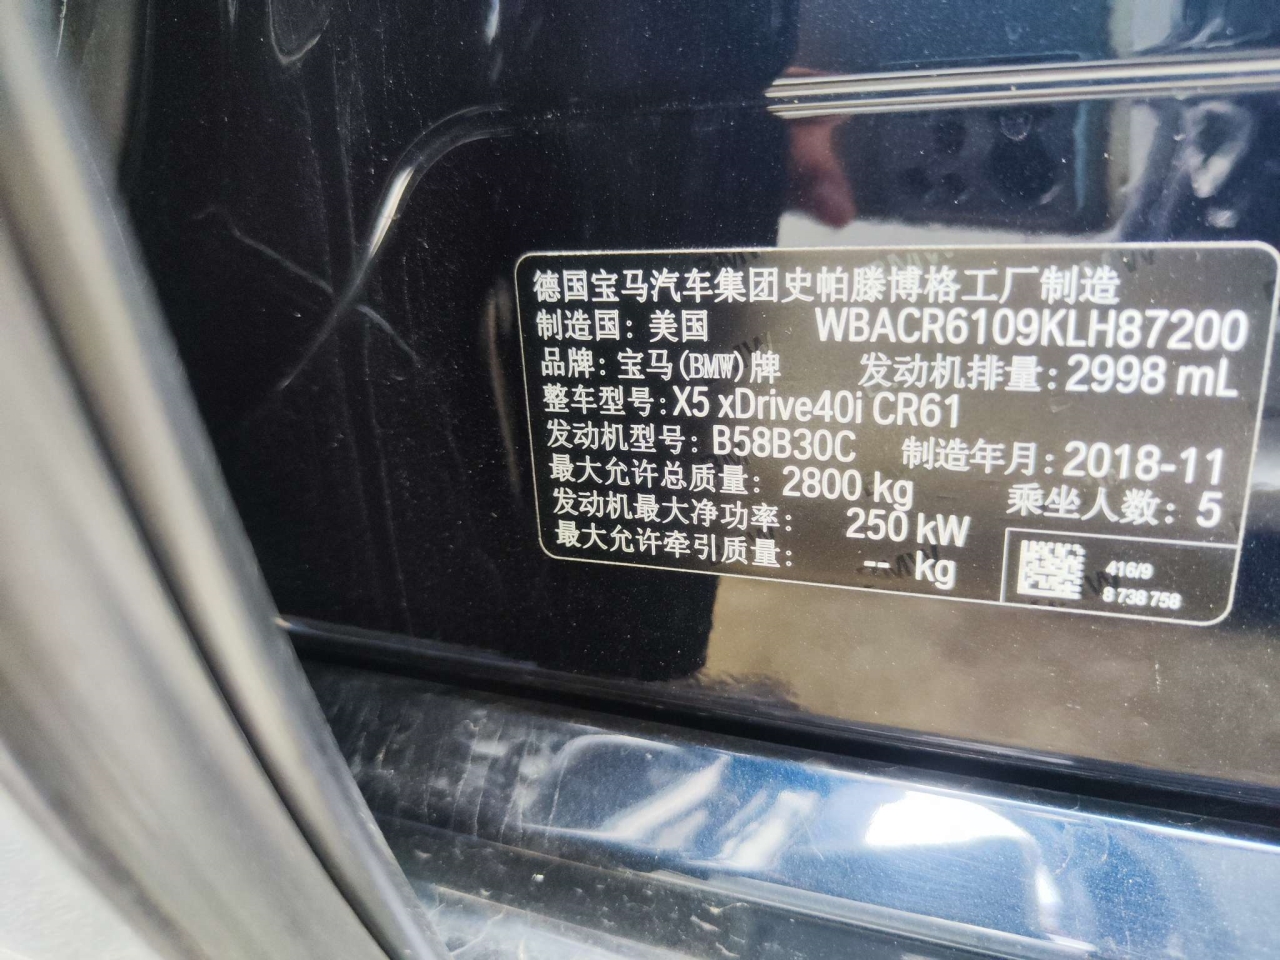 德国宝马汽车集团史帕滕博格工厂制造
制造国：美国 WBACR6109KLH87200
品牌：宝马(BMW)牌 发动机排量：2998 mL
整车型号：X5 xDrive40i CR61
发动机型号：B58B30C 制造年月：2018-11
最大允许总质量：2800 kg 乘坐人数：5
发动机最大净功率：250 kW
最大允许牵引质量：-- kg
416/9
8 738 758